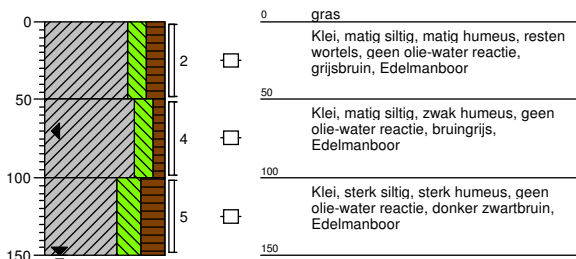 0
50
100
150
2
4
5
0 gras
Klei, matig siltig, matig humeus, resten
wortels, geen olie-water reactie,
grijsbruin, Edelmanboor
50
Klei, matig siltig, zwak humeus, geen
olie-water reactie, bruingrijs,
Edelmanboor
100
Klei, sterk siltig, sterk humeus, geen
olie-water reactie, donker zwartbruin,
Edelmanboor
150